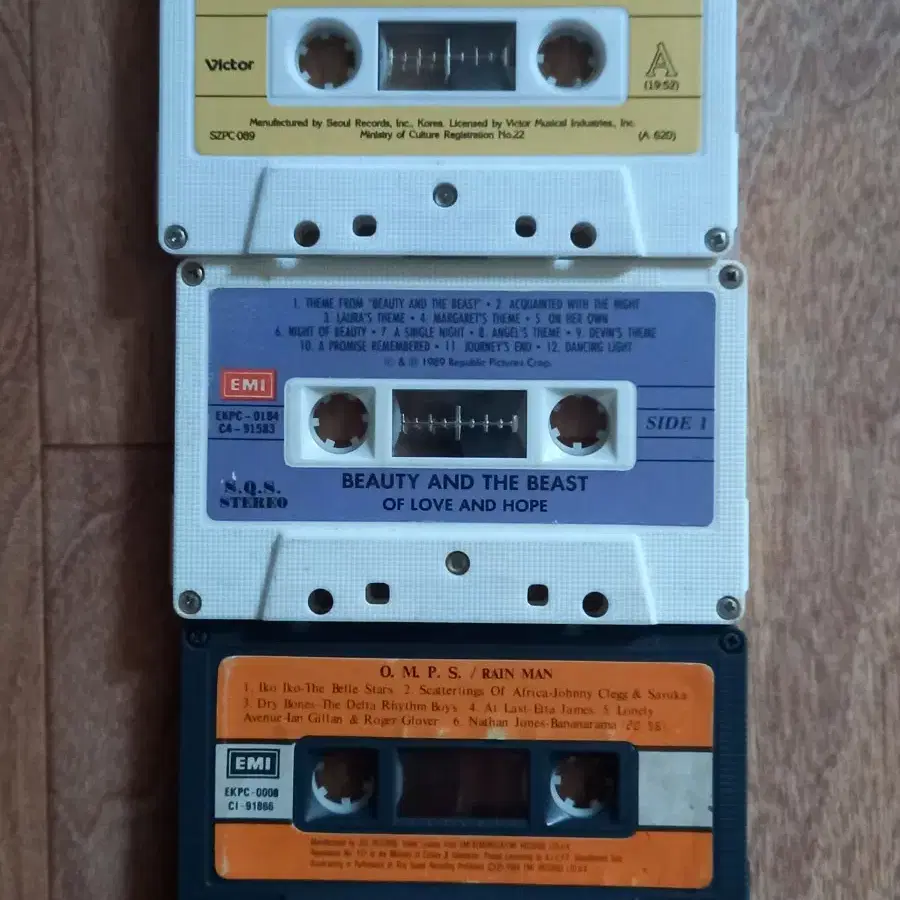 Victor
A
(19:52)
Manufactured by Seoul Records, Inc., Korea. Licensed by Victor Musical Industries., Inc.
SZPC 089
Ministry of Culture Registration No.22
(A 620)
1. THEME FROM "BEAUTY AND THE BEAST" • 2. ACQUAINTED WITH THE NIGHT
3. LAURA'S THEME • 4. MARGARET'S THEME • 5. ON HER OWN
6. NIGHT OF BEAUTY • 7. A SINGLE NIGHT • 8. ANGEL'S THEME • 9. DEVIN'S THEME
10. A PROMISE REMEMBERED • 11. JOURNEY'S END • 12. DANCING LIGHT
© & ℗ 1989 Republic Pictures Corp.
EMI
EKPC-0184
C4-91583
SIDE 1
S.Q.S.
STEREO
BEAUTY AND THE BEAST
OF LOVE AND HOPE
O. M. P. S. / RAIN MAN
1. Iko Iko-The Belle Stars 2. Scatterlings Of Africa-Johnny Clegg & Savuka
3. Dry Bones-The Delta Rhythm Boys 4. At Last-Etta James 5. Lonely
Avenue-Ian Gillan & Roger Glover 6. Nathan Jones-Bananarama
EMI
EKPC-0008
C1-91866